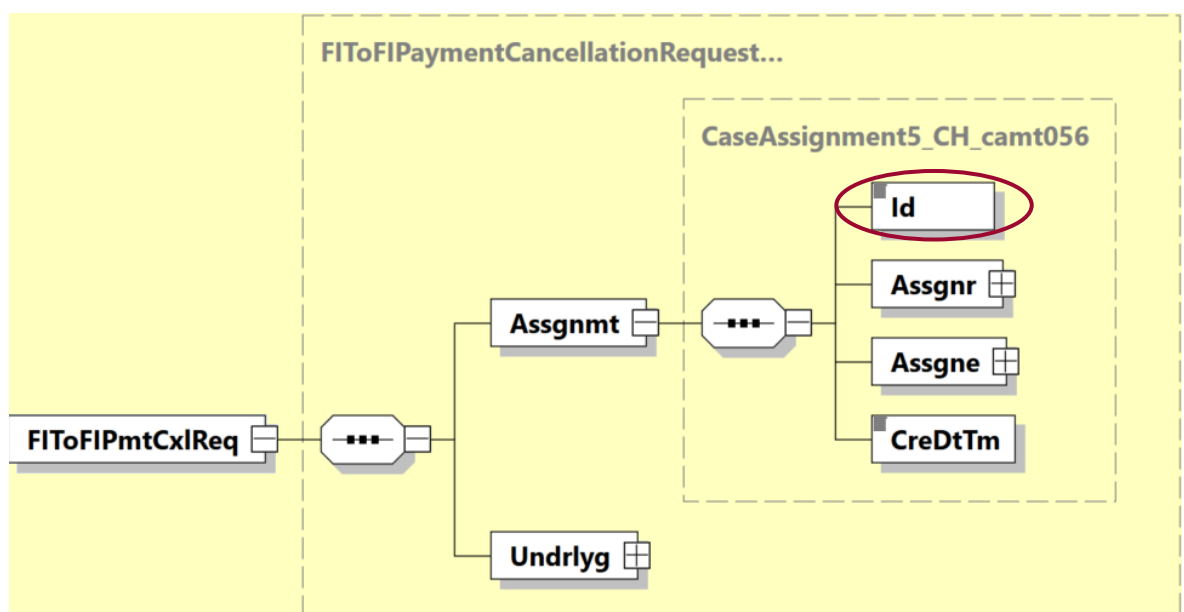 FIToFIPaymentCancellationRequest...
CaseAssignment5_CH_camt056
Id
Assgnr
Assgnmt
Assgne
FIToFIPmtCxlReq
CreDtTm
Undrlyg